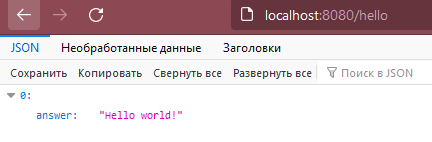 localhost:8080/hello
JSON Необработанные данные Заголовки
Сохранить Копировать Свернуть все Развернуть все Поиск в JSON
0:
answer: "Hello world!"